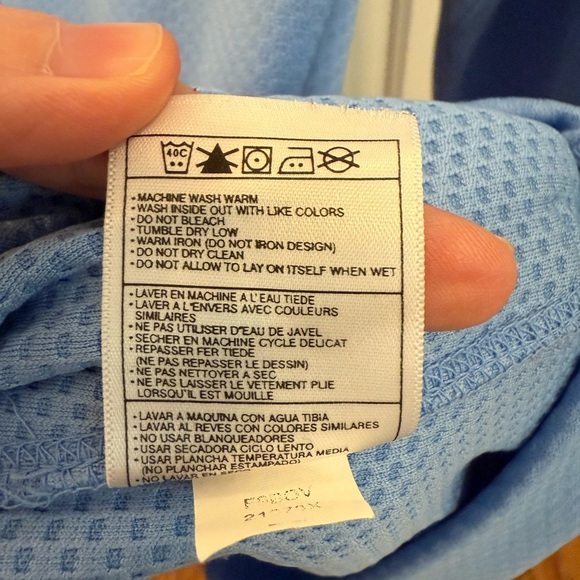 40C
• MACHINE WASH WARM
• WASH INSIDE OUT WITH LIKE COLORS
• DO NOT BLEACH
• TUMBLE DRY LOW
• WARM IRON (DO NOT IRON DESIGN)
• DO NOT DRY CLEAN
• DO NOT ALLOW TO LAY ON ITSELF WHEN WET
• LAVER EN MACHINE A L'EAU TIEDE
• LAVER A L'ENVERS AVEC COULEURS
SIMILAIRES
• NE PAS UTILISER D'EAU DE JAVEL
• SECHER EN MACHINE CYCLE DELICAT
• REPASSER FER TIEDE
(NE PAS REPASSER LE DESSIN)
• NE PAS NETTOYER A SEC
• NE PAS LAISSER LE VETEMENT PLIE
LORSQU'IL EST MOUILLE
• LAVAR A MAQUINA CON AGUA TIBIA
• LAVAR AL REVES CON COLORES SIMILARES
• NO USAR BLANQUEADORES
• USAR SECADORA CICLO LENTO
• USAR PLANCHA TEMPERATURA MEDIA
(NO PLANCHAR ESTAMPADO)
• NO LAVAR EN SECO